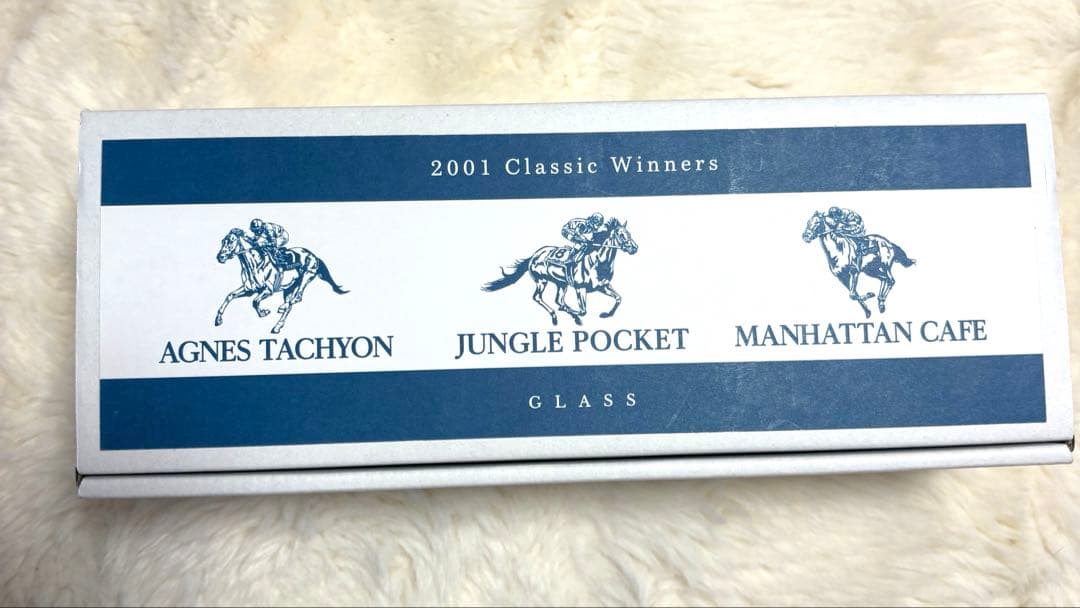 2001 Classic Winners
AGNES TACHYON
JUNGLE POCKET
MANHATTAN CAFE
GLASS